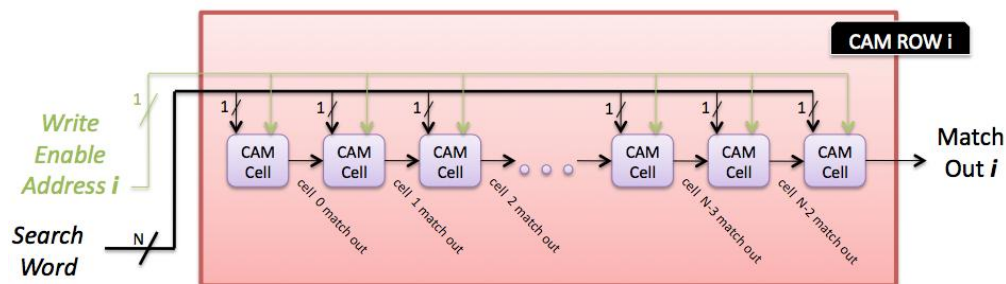 CAM ROW i
1
Write
Enable
Address i
N
Search
Word
1 1 1 1 1 1
CAM CAM CAM CAM CAM CAM
Cell Cell Cell Cell Cell Cell
cell 0 match out
cell 1 match out
cell 2 match out
cell N-3 match out
cell N-2 match out
Match
Out i